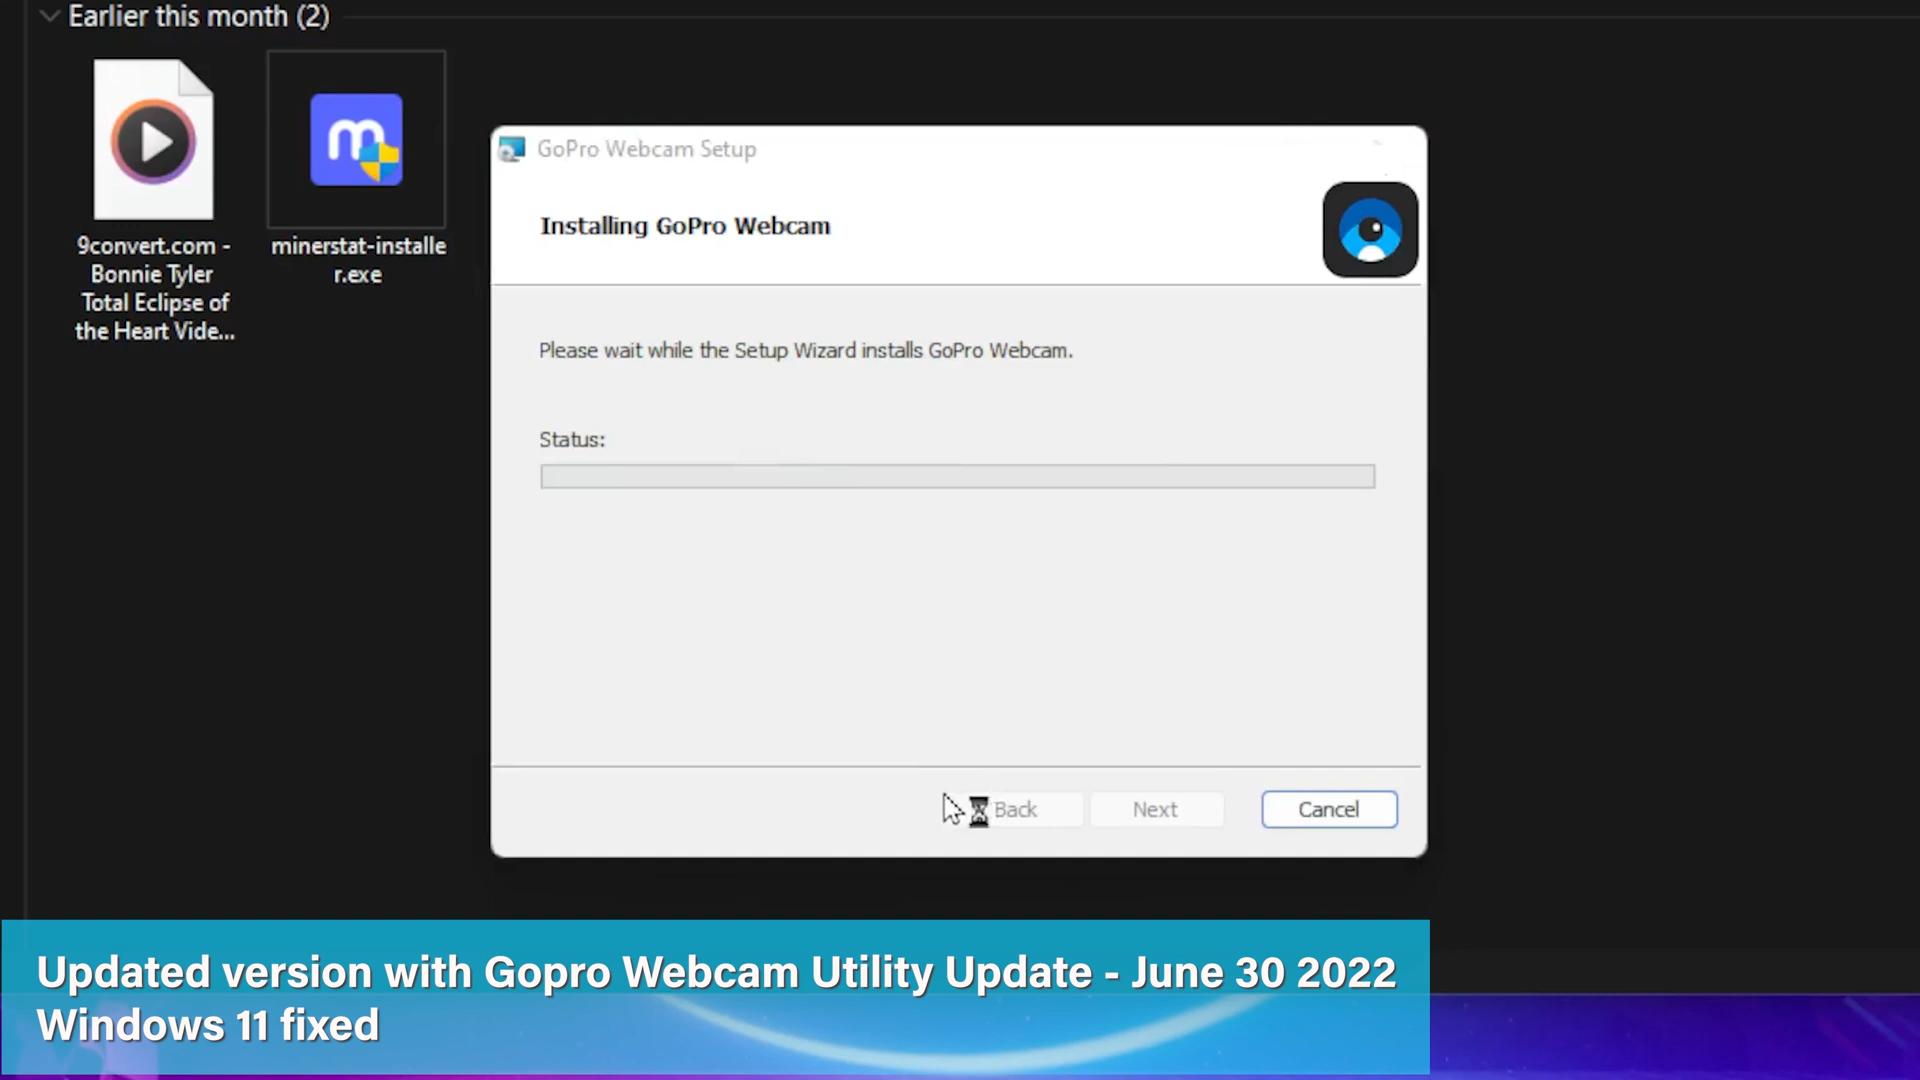 Earlier this month (2)
9convert.com -
Bonnie Tyler
Total Eclipse of
the Heart Vide...
m
minerstat-installe
r.exe
GoPro Webcam Setup
Installing GoPro Webcam
Please wait while the Setup Wizard installs GoPro Webcam.
Status:
Back
Next
Cancel
Updated version with Gopro Webcam Utility Update - June 30 2022
Windows 11 fixed